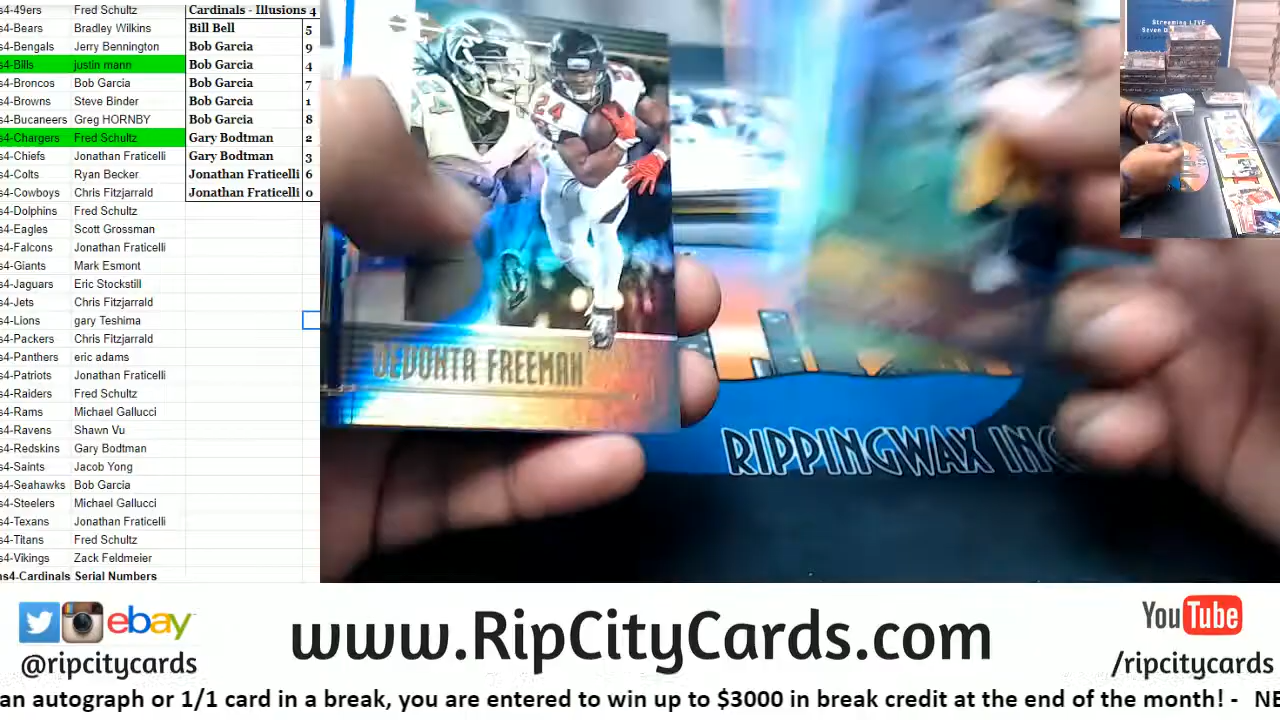 s4-49ers Fred Schultz Cardinals - Illusions 4
s4-Bears Bradley Wilkins Bill Bell 5
s4-Bengals Jerry Bennington Bob Garcia 9
s4-Bills justin mann Bob Garcia 4
s4-Broncos Bob Garcia Bob Garcia 7
s4-Browns Steve Binder Bob Garcia 1
s4-Bucaneers Greg HORNBY Bob Garcia 8
s4-Chargers Fred Schultz Gary Bodtman 2
s4-Chiefs Jonathan Fraticelli Gary Bodtman 3
s4-Colts Ryan Becker Jonathan Fraticelli 6
s4-Cowboys Chris Fitzjarrald Jonathan Fraticelli 0
s4-Dolphins Fred Schultz
s4-Eagles Scott Grossman
s4-Falcons Jonathan Fraticelli
s4-Giants Mark Esmont
s4-Jaguars Eric Stockstill
s4-Jets Chris Fitzjarrald
s4-Lions gary Teshima
s4-Packers Chris Fitzjarrald
s4-Panthers eric adams
s4-Patriots Jonathan Fraticelli
s4-Raiders Fred Schultz
s4-Rams Michael Gallucci
s4-Ravens Shawn Vu
s4-Redskins Gary Bodtman
s4-Saints Jacob Yong
s4-Seahawks Bob Garcia
s4-Steelers Michael Gallucci
s4-Texans Jonathan Fraticelli
s4-Titans Fred Schultz
s4-Vikings Zack Feldmeier
ns4-Cardinals Serial Numbers
24
DEVONTA FREEMAN
RIPPINGWAX INC
Streaming LIVE
ebay
@ripcitycards
www.RipCityCards.com
YouTube
/ripcitycards
an autograph or 1/1 card in a break, you are entered to win up to $3000 in break credit at the end of the month! - NE